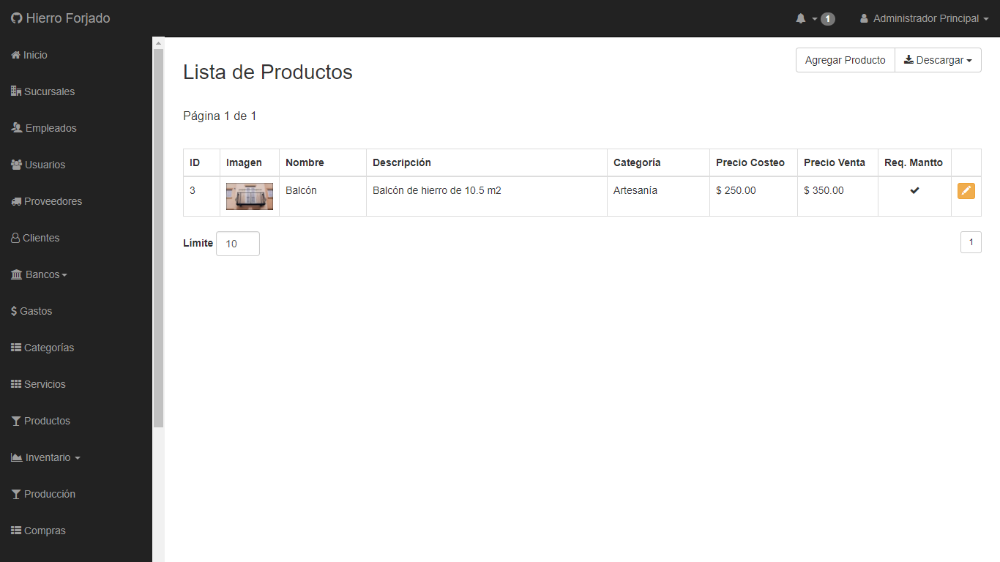 Hierro Forjado
1
Administrador Principal
Inicio
Sucursales
Empleados
Usuarios
Proveedores
Clientes
Bancos
$ Gastos
Categorías
Servicios
Productos
Inventario
Producción
Compras
Lista de Productos
Agregar Producto
Descargar
Página 1 de 1
ID Imagen Nombre Descripción Categoría Precio Costeo Precio Venta Req. Mantto
3 Balcón Balcón de hierro de 10.5 m2 Artesanía $ 250.00 $ 350.00
Límite 10
1